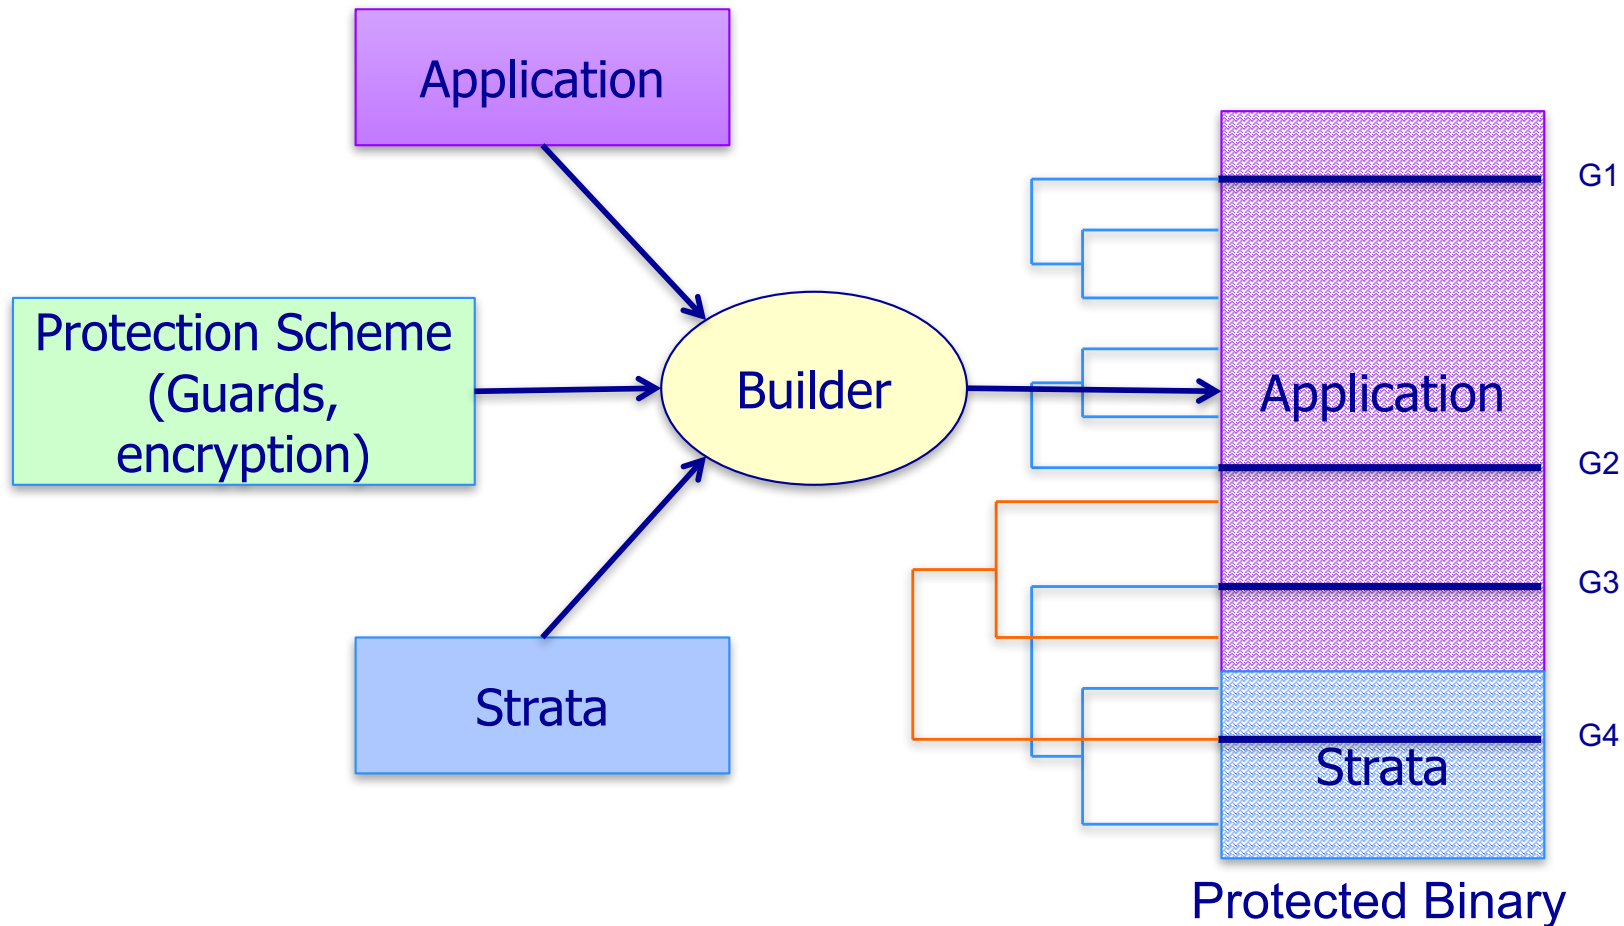 Application
Protection Scheme
(Guards,
encryption)
Builder
Strata
G1
Application
G2
G3
G4
Strata
Protected Binary